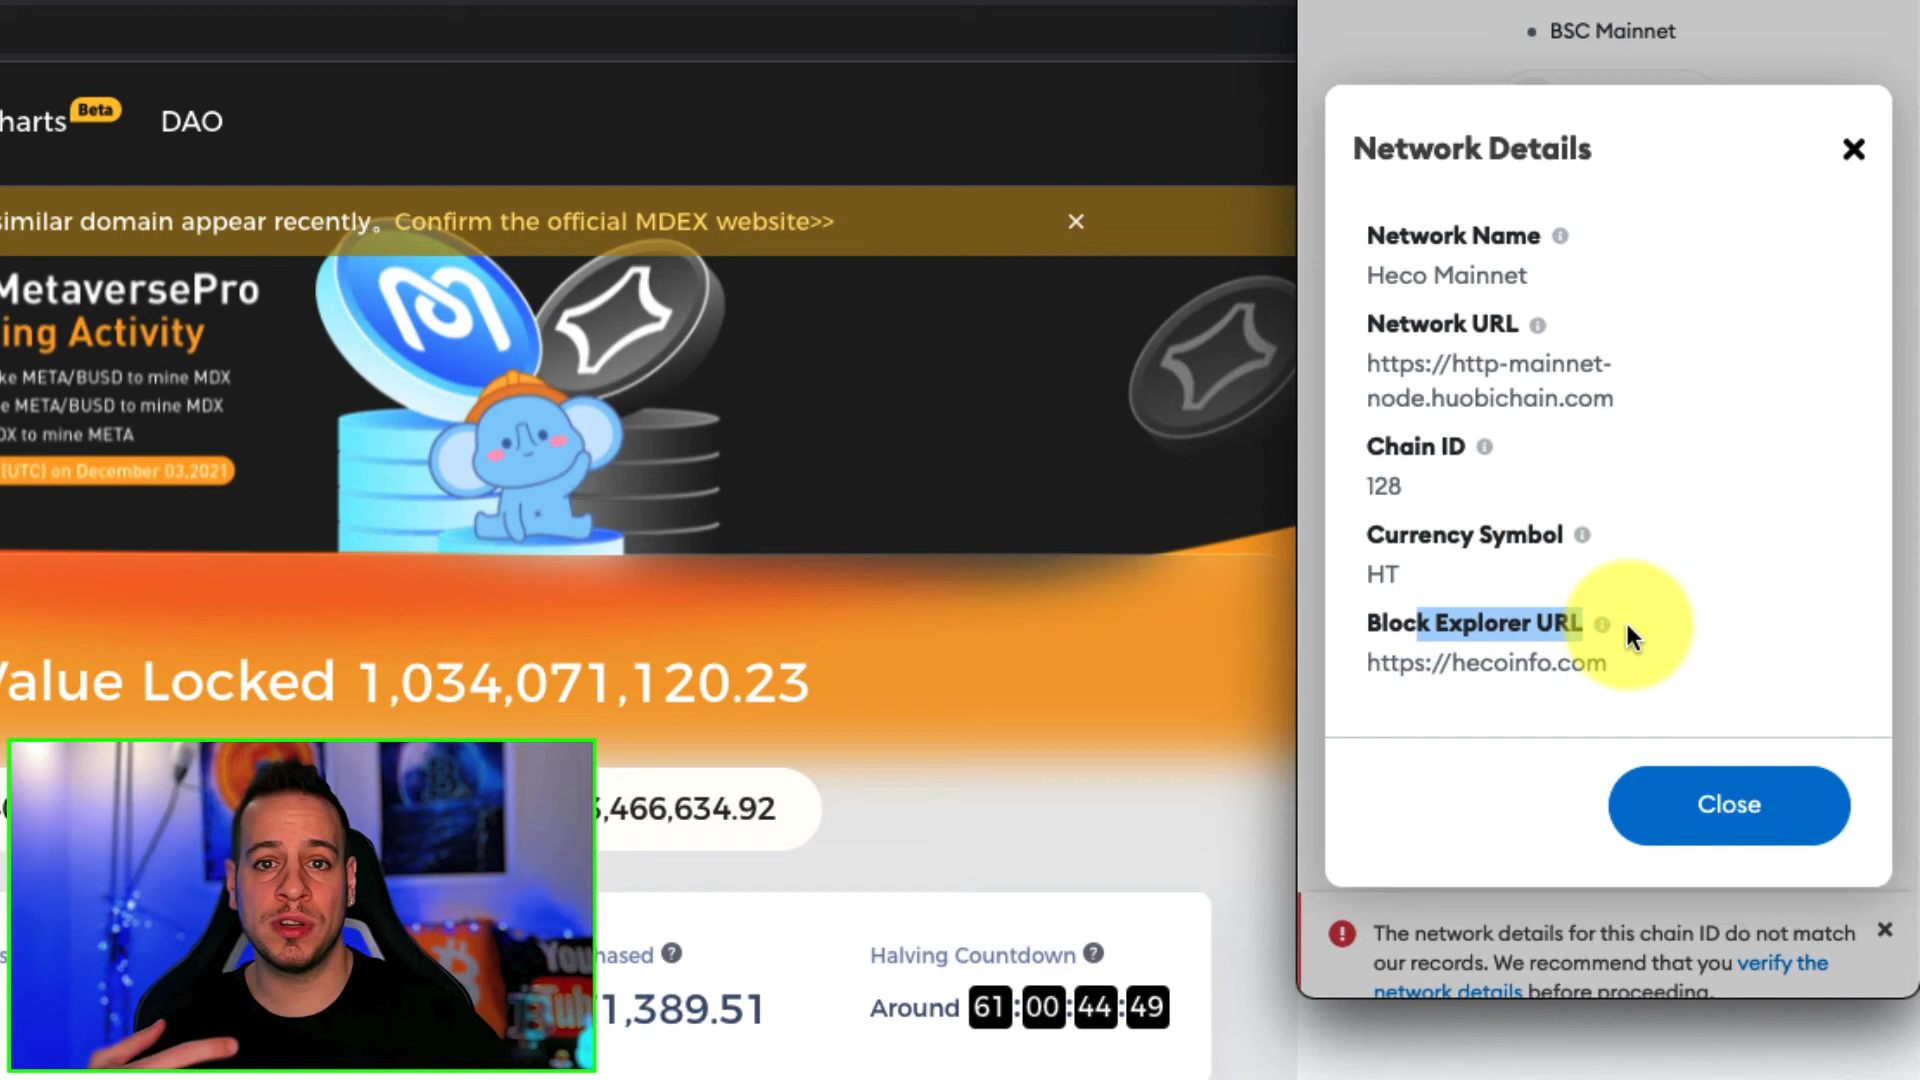 harts Beta DAO
similar domain appear recently。 Confirm the official MDEX website>>
MetaversePro
ing Activity
ke META/BUSD to mine MDX
e META/BUSD to mine MDX
DX to mine META
(UTC) on December 03,2021
Value Locked 1,034,071,120.23
,466,634.92
hased
1,389.51
Halving Countdown
Around 61:00:44:49
BSC Mainnet
Network Details
Network Name
Heco Mainnet
Network URL
https://http-mainnet-
node.huobichain.com
Chain ID
128
Currency Symbol
HT
Block Explorer URL
https://hecoinfo.com
Close
The network details for this chain ID do not match
our records. We recommend that you verify the
network details before proceeding.
You